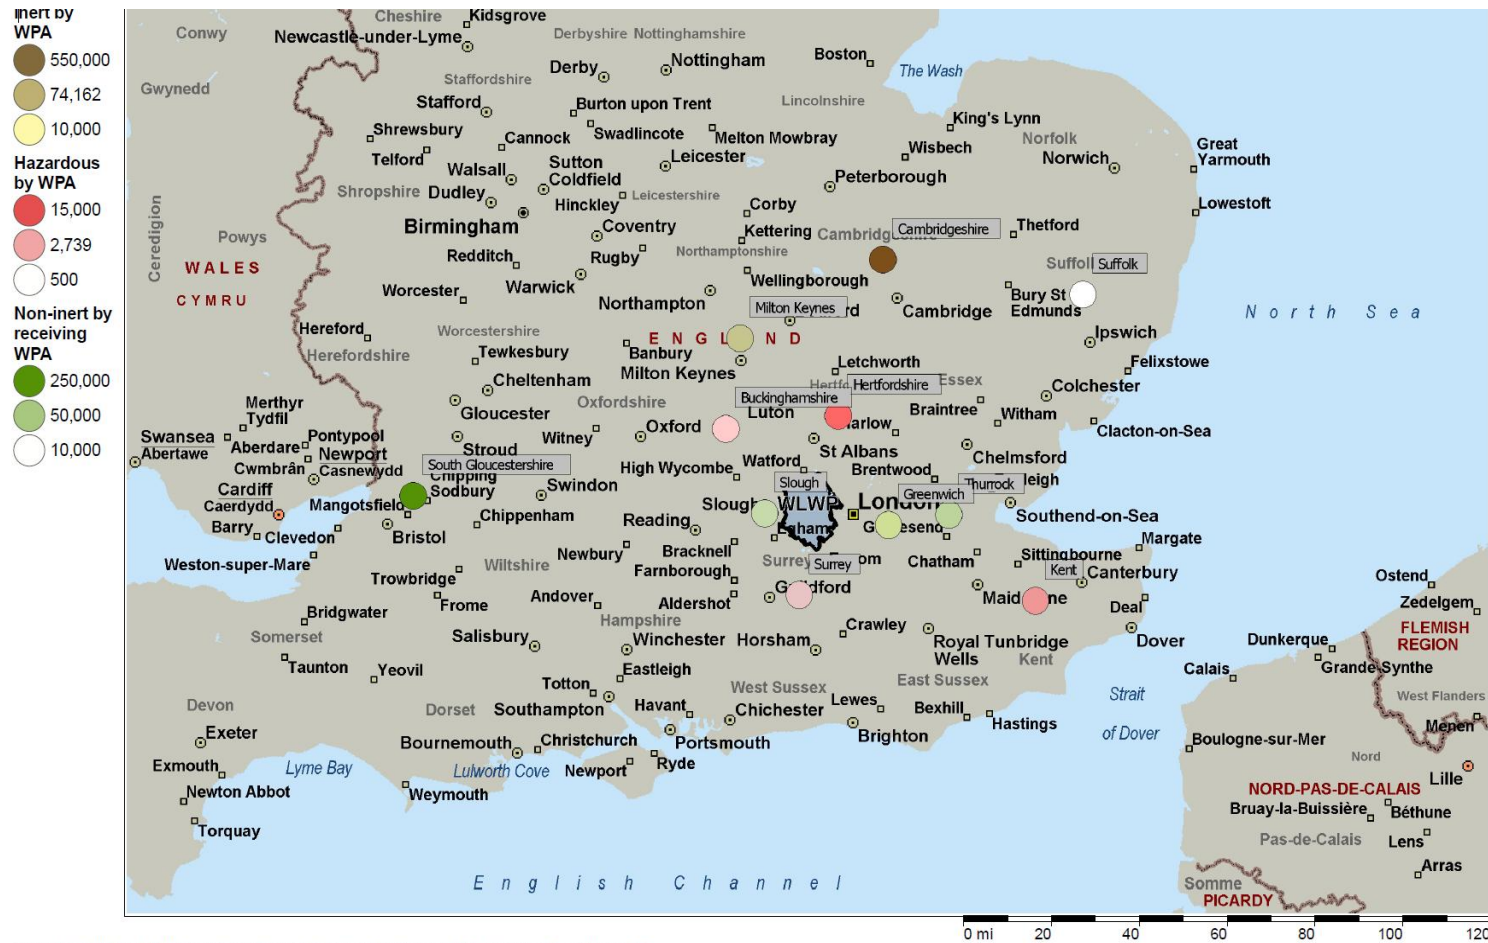 Inert by
WPA
550,000
74,162
10,000
Hazardous
by WPA
15,000
2,739
500
Non-inert by
receiving
WPA
250,000
50,000
10,000
Conwy
Cheshire
Kidsgrove
Newcastle-under-Lyme
Derbyshire
Nottinghamshire
Boston
Derby
Nottingham
The Wash
Gwynedd
Staffordshire
Stafford
Burton upon Trent
Lincolnshire
King's Lynn
Shrewsbury
Cannock
Swadlincote
Melton Mowbray
Norfolk
Telford
Walsall
Sutton
Coldfield
Leicester
Wisbech
Norwich
Great
Yarmouth
Shropshire
Dudley
Hinckley
Leicestershire
Peterborough
Lowestoft
Ceredigion
Powys
Birmingham
Coventry
Corby
Kettering
Cambridgeshire
Cambridgeshire
Thetford
WALES
CYMRU
Redditch
Rugby
Northamptonshire
Suffolk
Worcester
Warwick
Northampton
Wellingborough
Milton Keynes
Cambridge
Bury St
Edmunds
North Sea
Hereford
Worcestershire
ENGLAND
Ipswich
Herefordshire
Tewkesbury
Banbury
Milton Keynes
Letchworth
Felixstowe
Cheltenham
Hertfordshire
Essex
Colchester
Merthyr
Tydfil
Gloucester
Oxfordshire
Buckinghamshire
Luton
Braintree
Witham
Swansea
Abertawe
Aberdare
Pontypool
Newport
Casnewydd
Cwmbrân
Stroud
Witney
Oxford
Harlow
St Albans
Clacton-on-Sea
Chelmsford
South Gloucestershire
High Wycombe
Watford
Brentwood
Cardiff
Caerdydd
Chipping
Sodbury
Swindon
Slough
Slough
WLWP
London
Greenwich
Thurrock
Mangotsfield
Barry
Clevedon
Bristol
Chippenham
Reading
Egham
Southend-on-Sea
Margate
Weston-super-Mare
Newbury
Bracknell
Surrey
Surrey
Chatham
Sittingbourne
Kent
Canterbury
Trowbridge
Wiltshire
Farnborough
Ostend
Frome
Andover
Aldershot
Guildford
Maidstone
Deal
Zedelgem
Bridgwater
Hampshire
FLEMISH
REGION
Somerset
Salisbury
Winchester
Horsham
Crawley
Royal Tunbridge
Wells
Dover
Dunkerque
Taunton
Yeovil
Eastleigh
Kent
Calais
Grande-Synthe
Totton
West Sussex
East Sussex
Strait
of Dover
West Flanders
Devon
Dorset
Southampton
Havant
Chichester
Lewes
Bexhill
Hastings
Menen
Exeter
Bournemouth
Christchurch
Portsmouth
Brighton
Boulogne-sur-Mer
Nord
Exmouth
Lyme Bay
Lulworth Cove
Newport
Ryde
Lille
Newton Abbot
Weymouth
NORD-PAS-DE-CALAIS
Bruay-la-Buissière
Béthune
Torquay
Pas-de-Calais
Lens
Arras
English Channel
Somme
PICARDY
0 mi 20 40 60 80 100 120